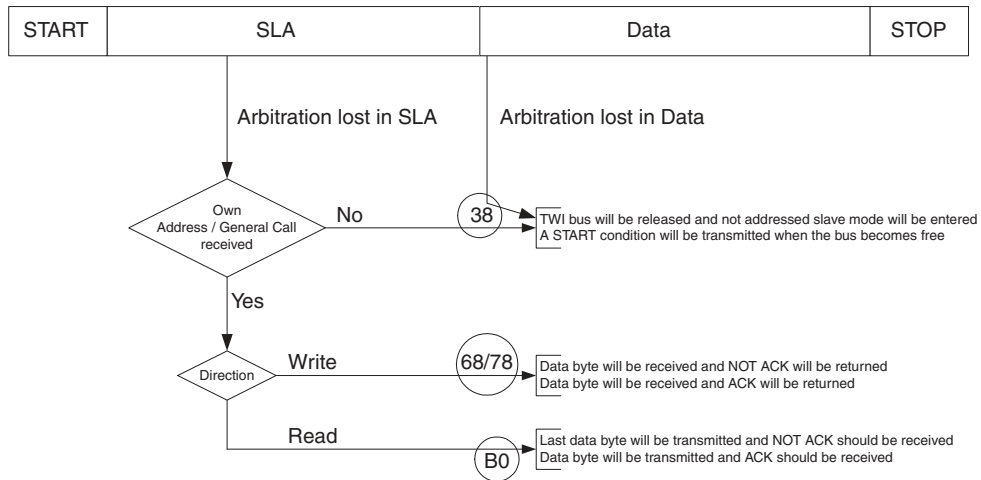 START SLA Data STOP
Arbitration lost in SLA Arbitration lost in Data
Own
Address / General Call
received
No
38
TWI bus will be released and not addressed slave mode will be entered
A START condition will be transmitted when the bus becomes free
Yes
Direction
Write
68/78
Data byte will be received and NOT ACK will be returned
Data byte will be received and ACK will be returned
Read
B0
Last data byte will be transmitted and NOT ACK should be received
Data byte will be transmitted and ACK should be received